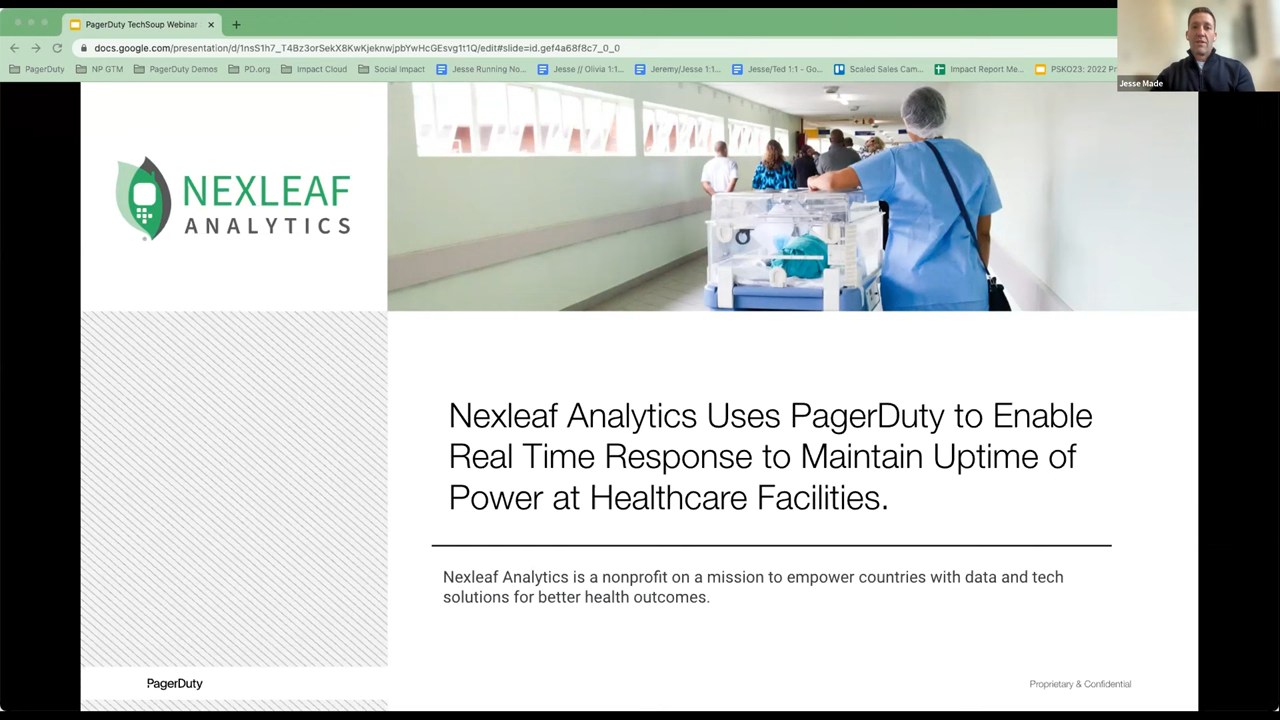 PagerDuty TechSoup Webinar
docs.google.com/presentation/d/1nsS1h7_T4Bz3orSekX8KwKjeknwjpbYwHcGEsvg1t1Q/edit#slide=id.gef4a68f8c7_0_0
PagerDuty NP GTM PagerDuty Demos PD.org Impact Cloud Social Impact Jesse Running No... Jesse // Olivia 1:1... Jeremy/Jesse 1:1... Jesse/Ted 1:1 - Go... Scaled Sales Cam... Impact Report Me... PSKO23: 2022 Pr
Jesse Made
NEXLEAF
ANALYTICS
Nexleaf Analytics Uses PagerDuty to Enable
Real Time Response to Maintain Uptime of
Power at Healthcare Facilities.
Nexleaf Analytics is a nonprofit on a mission to empower countries with data and tech
solutions for better health outcomes.
PagerDuty
Proprietary & Confidential